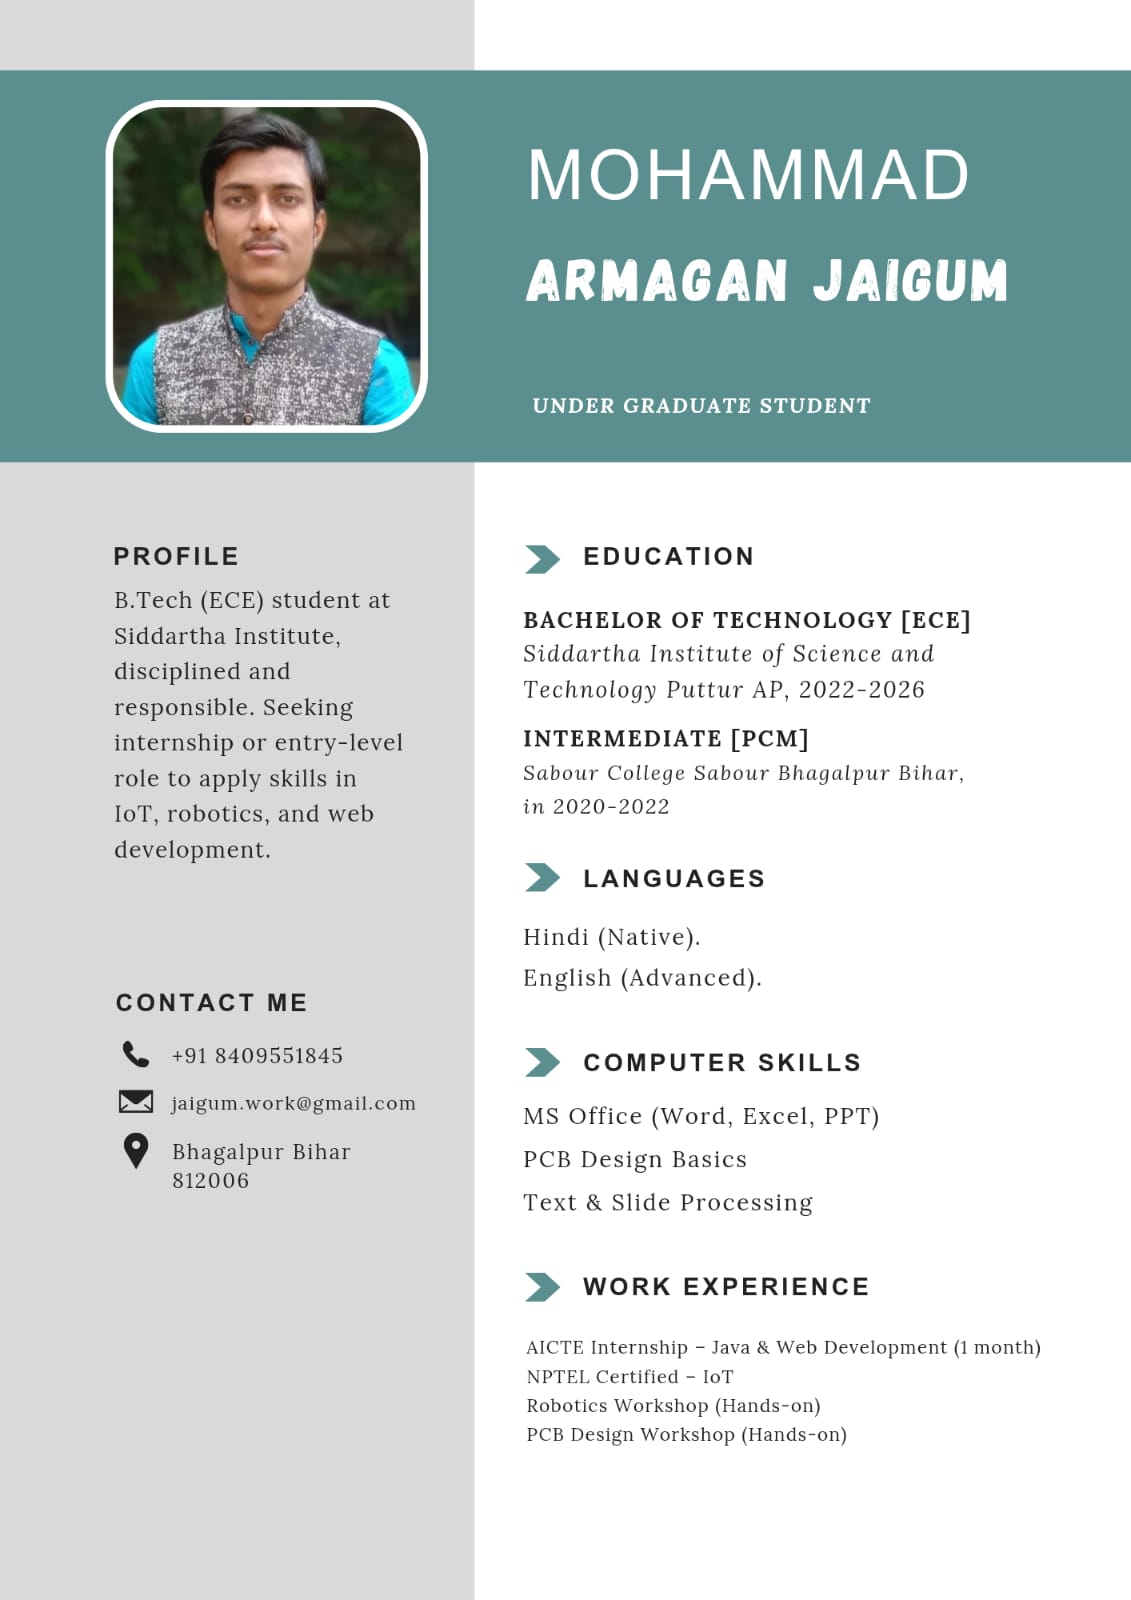 MOHAMMAD
ARMAGAN JAIGUM
UNDER GRADUATE STUDENT
PROFILE
B.Tech (ECE) student at
Siddartha Institute,
disciplined and
responsible. Seeking
internship or entry-level
role to apply skills in
IoT, robotics, and web
development.
CONTACT ME
+91 8409551845
jaigum.work@gmail.com
Bhagalpur Bihar
812006
EDUCATION
BACHELOR OF TECHNOLOGY [ECE]
Siddartha Institute of Science and
Technology Puttur AP, 2022-2026
INTERMEDIATE [PCM]
Sabour College Sabour Bhagalpur Bihar,
in 2020-2022
LANGUAGES
Hindi (Native).
English (Advanced).
COMPUTER SKILLS
MS Office (Word, Excel, PPT)
PCB Design Basics
Text & Slide Processing
WORK EXPERIENCE
AICTE Internship – Java & Web Development (1 month)
NPTEL Certified – IoT
Robotics Workshop (Hands-on)
PCB Design Workshop (Hands-on)